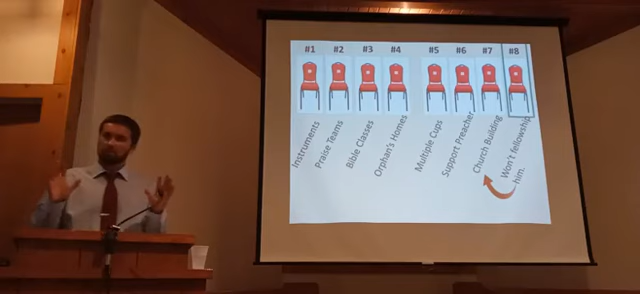 #1 #2 #3 #4 #5 #6 #7 #8
Instruments
Praise Teams
Bible Classes
Orphan's Homes
Multiple Cups
Support Preacher
Church Building
Won't fellowship
him.